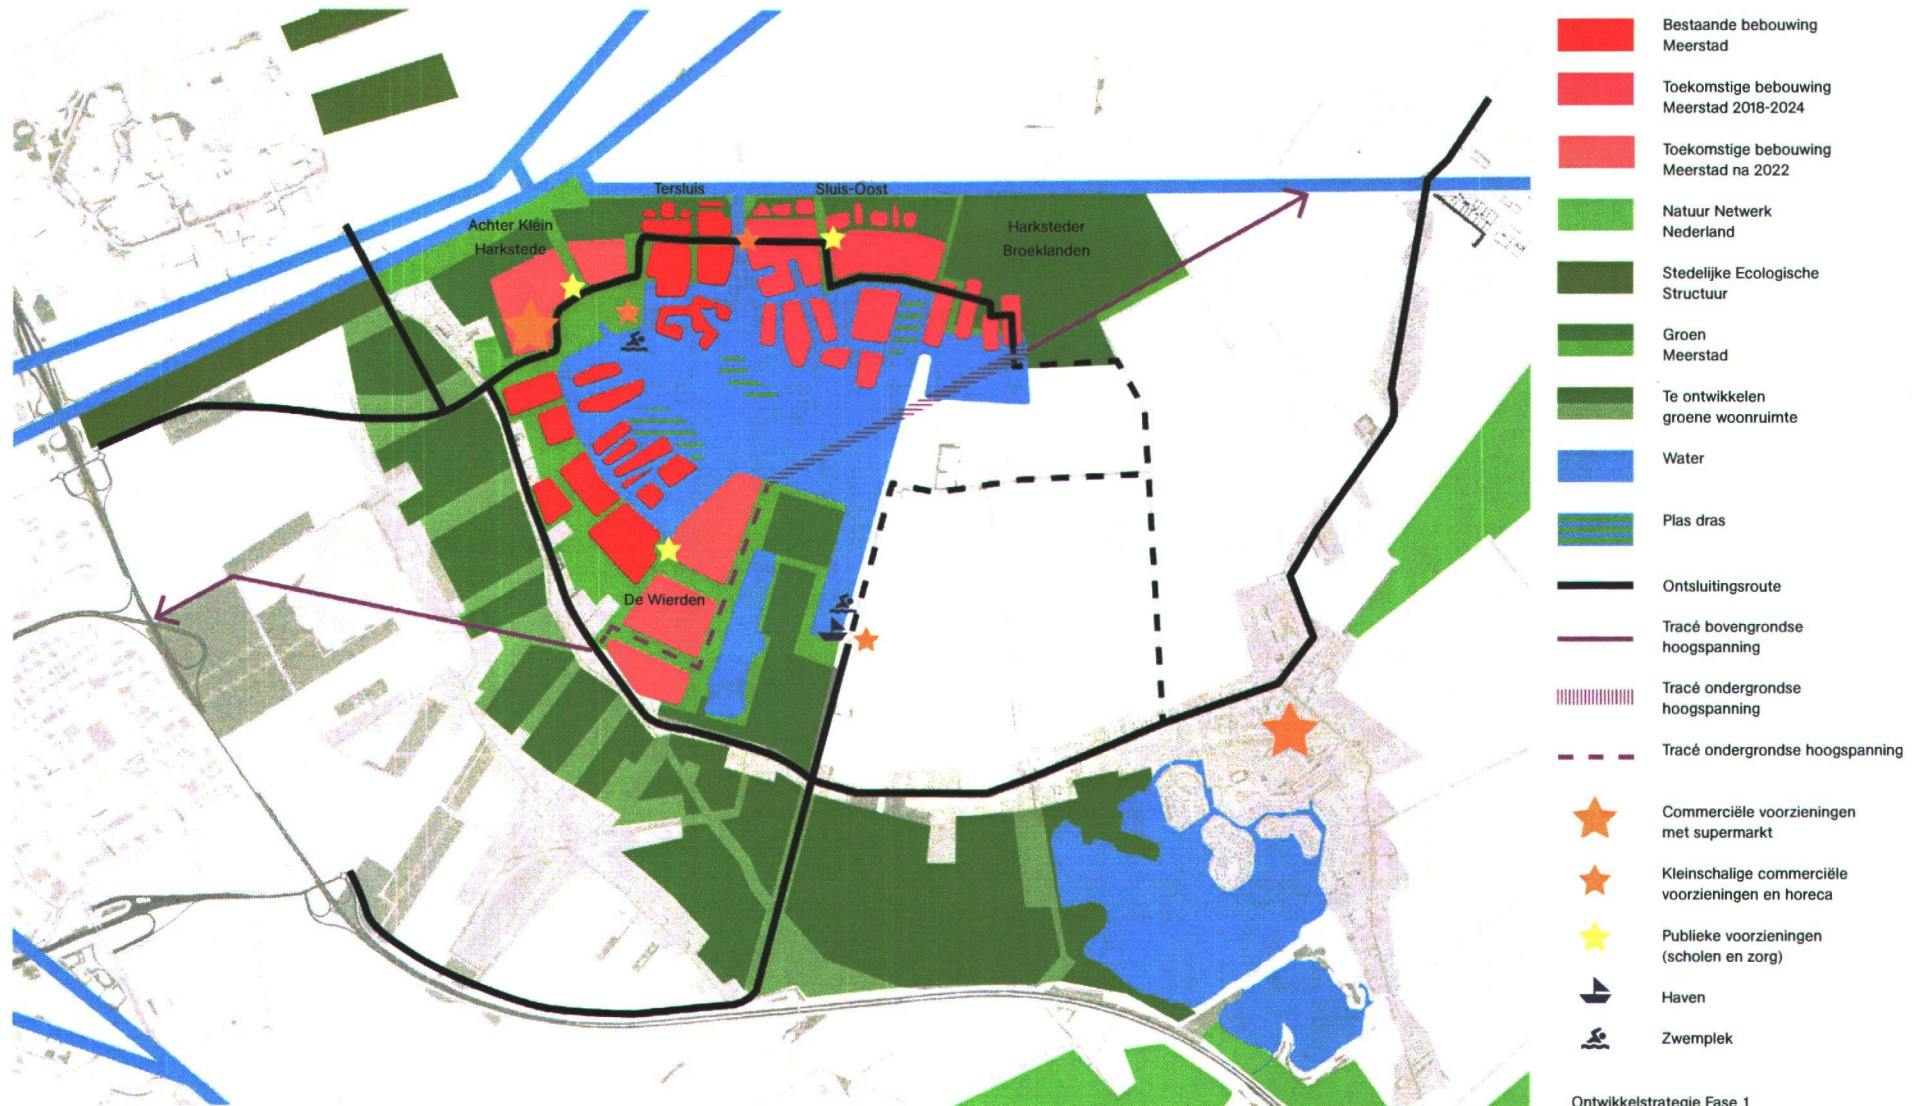 Tersluis
Sluis-Oost
Achter Klein
Harkstede
Harksteder
Broeklanden
De Wierden
Bestaande bebouwing
Meerstad
Toekomstige bebouwing
Meerstad 2018-2024
Toekomstige bebouwing
Meerstad na 2022
Natuur Netwerk
Nederland
Stedelijke Ecologische
Structuur
Groen
Meerstad
Te ontwikkelen
groene woonruimte
Water
Plas dras
Ontsluitingsroute
Tracé bovengrondse
hoogspanning
Tracé ondergrondse
hoogspanning
Tracé ondergrondse hoogspanning
Commerciële voorzieningen
met supermarkt
Kleinschalige commerciële
voorzieningen en horeca
Publieke voorzieningen
(scholen en zorg)
Haven
Zwemplek
Ontwikkelstrategie Fase 1